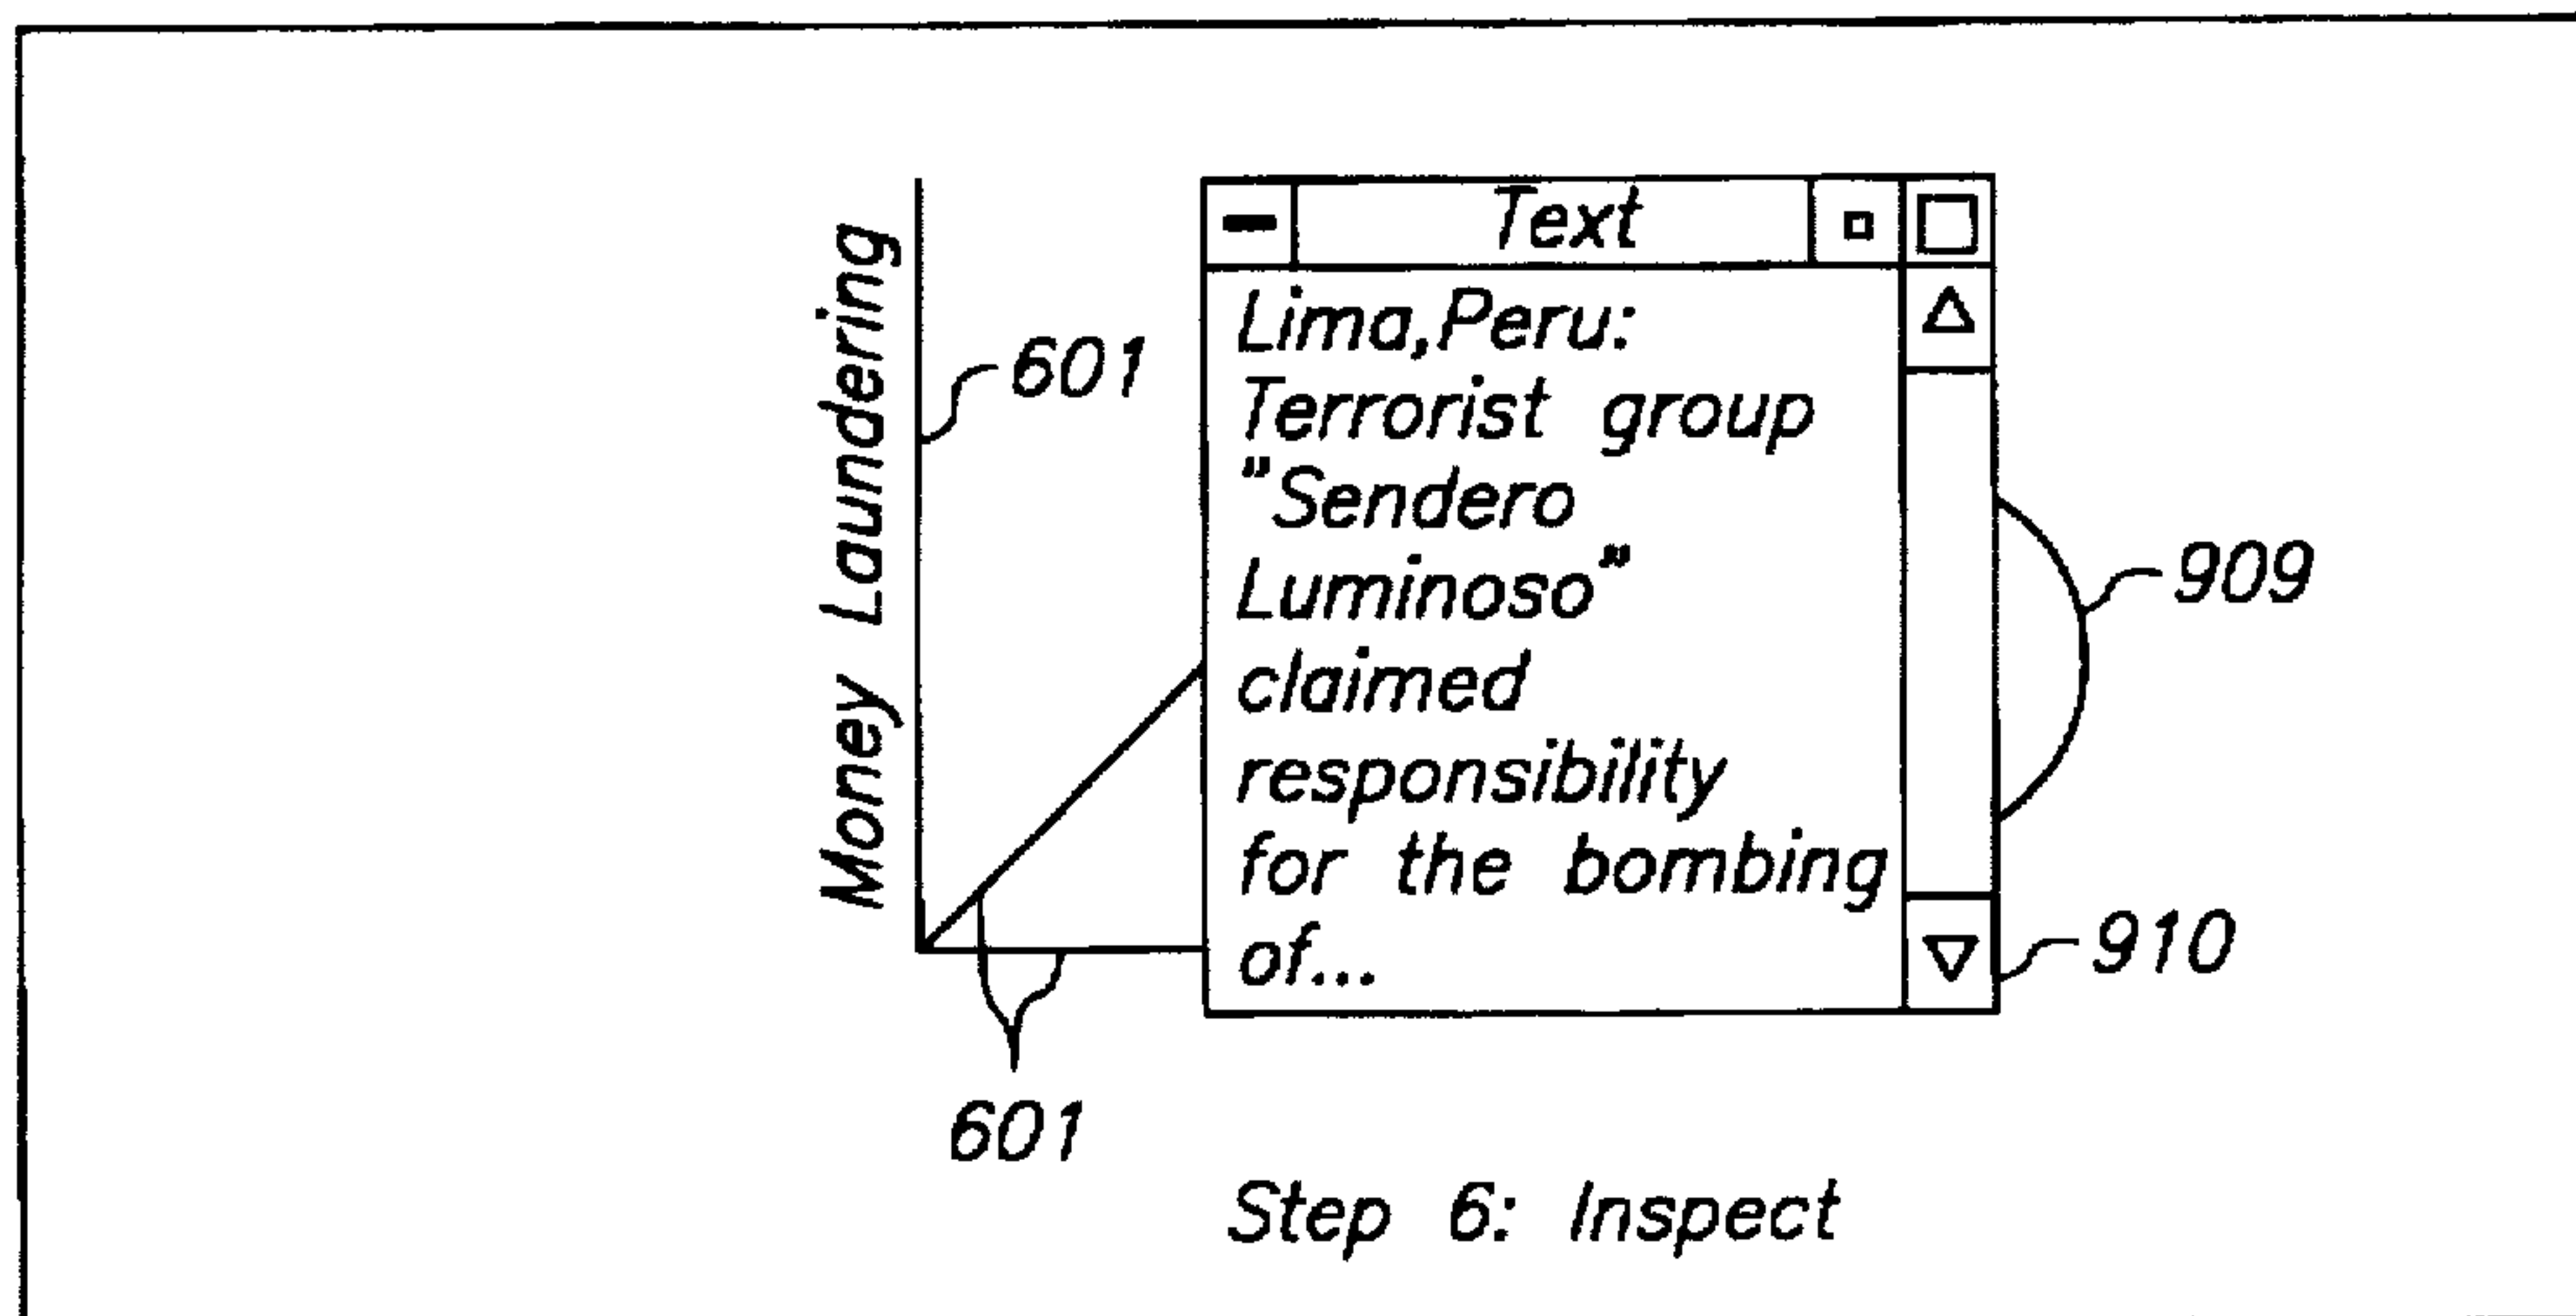 Money Laundering
601
Text
Lima,Peru:
Terrorist group
"Sendero
Luminoso"
claimed
responsibility
for the bombing
of...
909
910
601
Step 6: Inspect